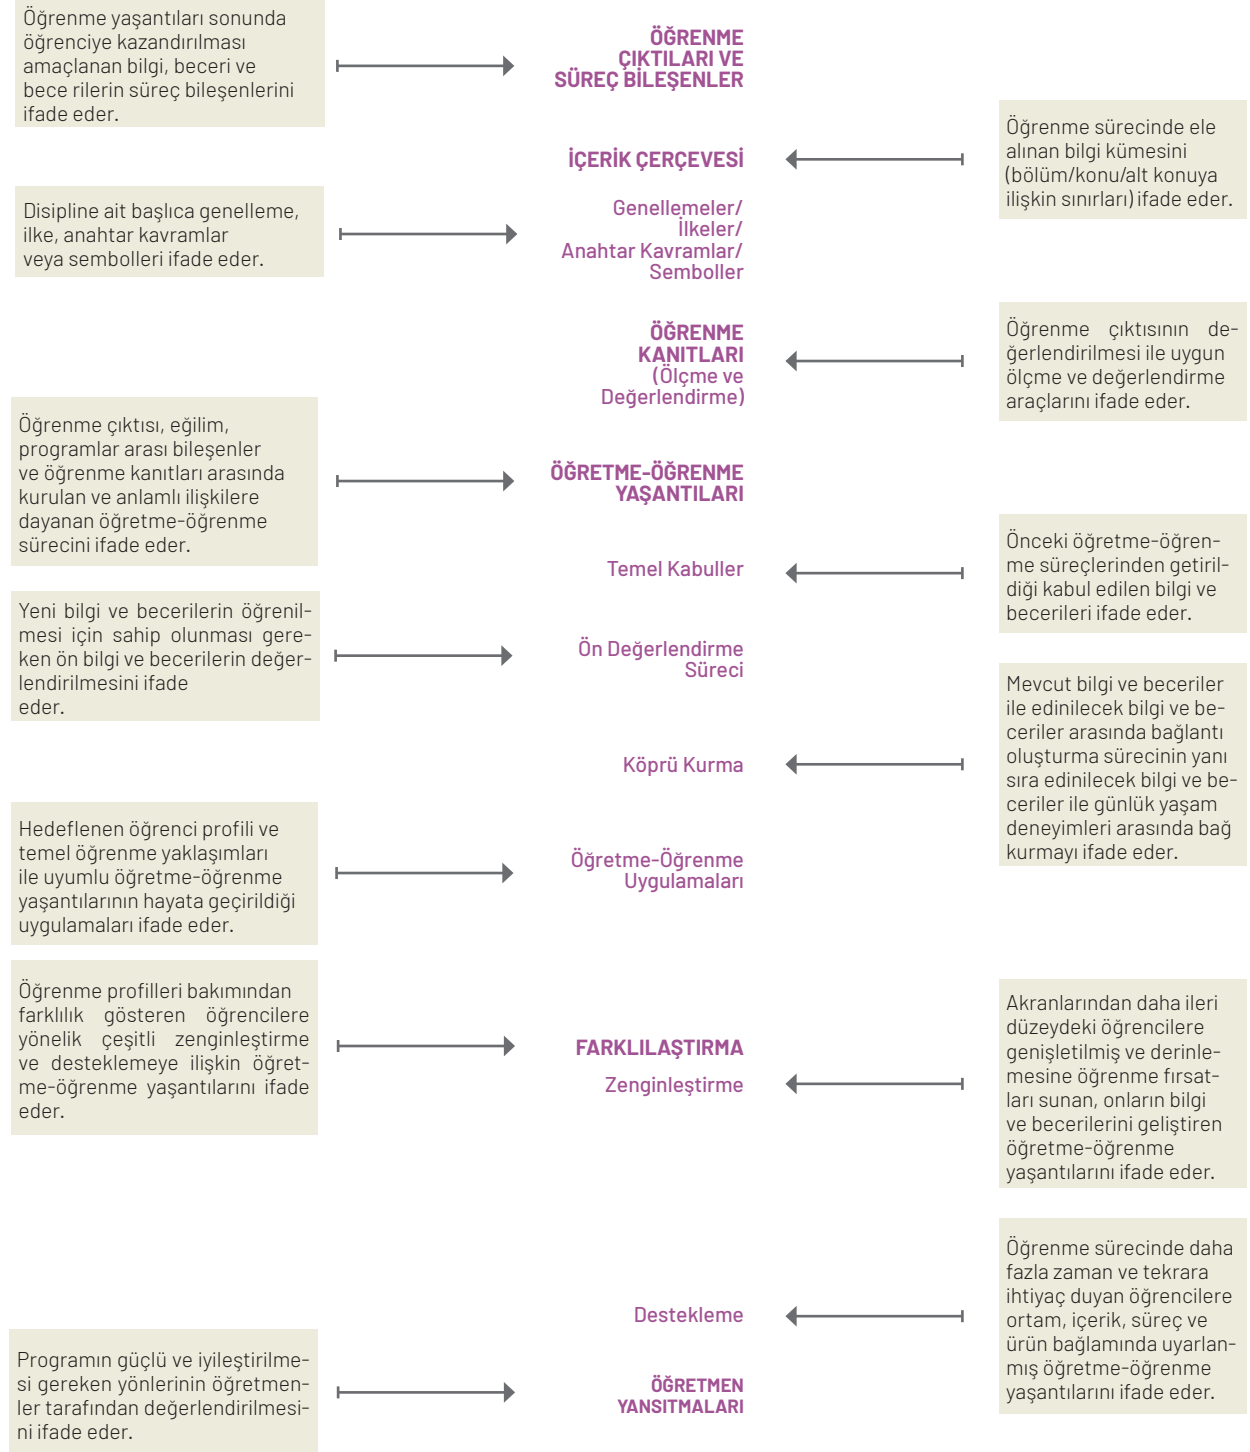 Öğrenme yaşantıları sonunda
öğrenciye kazandırılması
amaçlanan bilgi, beceri ve
bece rilerin süreç bileşenlerini
ifade eder.
ÖĞRENME
ÇIKTILARI VE
SÜREÇ BİLEŞENLER
İÇERİK ÇERÇEVESİ
Öğrenme sürecinde ele
alınan bilgi kümesini
(bölüm/konu/alt konuya
ilişkin sınırları) ifade eder.
Disipline ait başlıca genelleme,
ilke, anahtar kavramlar
veya sembolleri ifade eder.
Genellemeler/
İlkeler/
Anahtar Kavramlar/
Semboller
ÖĞRENME
KANITLARI
(Ölçme ve
Değerlendirme)
Öğrenme çıktısının de-
ğerlendirilmesi ile uygun
ölçme ve değerlendirme
araçlarını ifade eder.
Öğrenme çıktısı, eğilim,
programlar arası bileşenler
ve öğrenme kanıtları arasında
kurulan ve anlamlı ilişkilere
dayanan öğretme-öğrenme
sürecini ifade eder.
ÖĞRETME-ÖĞRENME
YAŞANTILARI
Temel Kabuller
Önceki öğretme-öğren-
me süreçlerinden getiril-
diği kabul edilen bilgi ve
becerileri ifade eder.
Yeni bilgi ve becerilerin öğrenil-
mesi için sahip olunması gere-
ken ön bilgi ve becerilerin değer-
lendirilmesini ifade
eder.
Ön Değerlendirme
Süreci
Köprü Kurma
Mevcut bilgi ve beceriler
ile edinilecek bilgi ve be-
ceriler arasında bağlantı
oluşturma sürecinin yanı
sıra edinilecek bilgi ve be-
ceriler ile günlük yaşam
deneyimleri arasında bağ
kurmayı ifade eder.
Hedeflenen öğrenci profili ve
temel öğrenme yaklaşımları
ile uyumlu öğretme-öğrenme
yaşantılarının hayata geçirildiği
uygulamaları ifade eder.
Öğretme-Öğrenme
Uygulamaları
Öğrenme profilleri bakımından
farklılık gösteren öğrencilere
yönelik çeşitli zenginleştirme
ve desteklemeye ilişkin öğret-
me-öğrenme yaşantılarını ifade
eder.
FARKLILAŞTIRMA
Zenginleştirme
Akranlarından daha ileri
düzeydeki öğrencilere
genişletilmiş ve derinle-
mesine öğrenme fırsat-
ları sunan, onların bilgi
ve becerilerini geliştiren
öğretme-öğrenme
yaşantılarını ifade eder.
Destekleme
Öğrenme sürecinde daha
fazla zaman ve tekrara
ihtiyaç duyan öğrencilere
ortam, içerik, süreç ve
ürün bağlamında uyarlan-
mış öğretme-öğrenme
yaşantılarını ifade eder.
Programın güçlü ve iyileştirilme-
si gereken yönlerinin öğretmen-
ler tarafından değerlendirilmesi-
ni ifade eder.
ÖĞRETMEN
YANSITMALARI